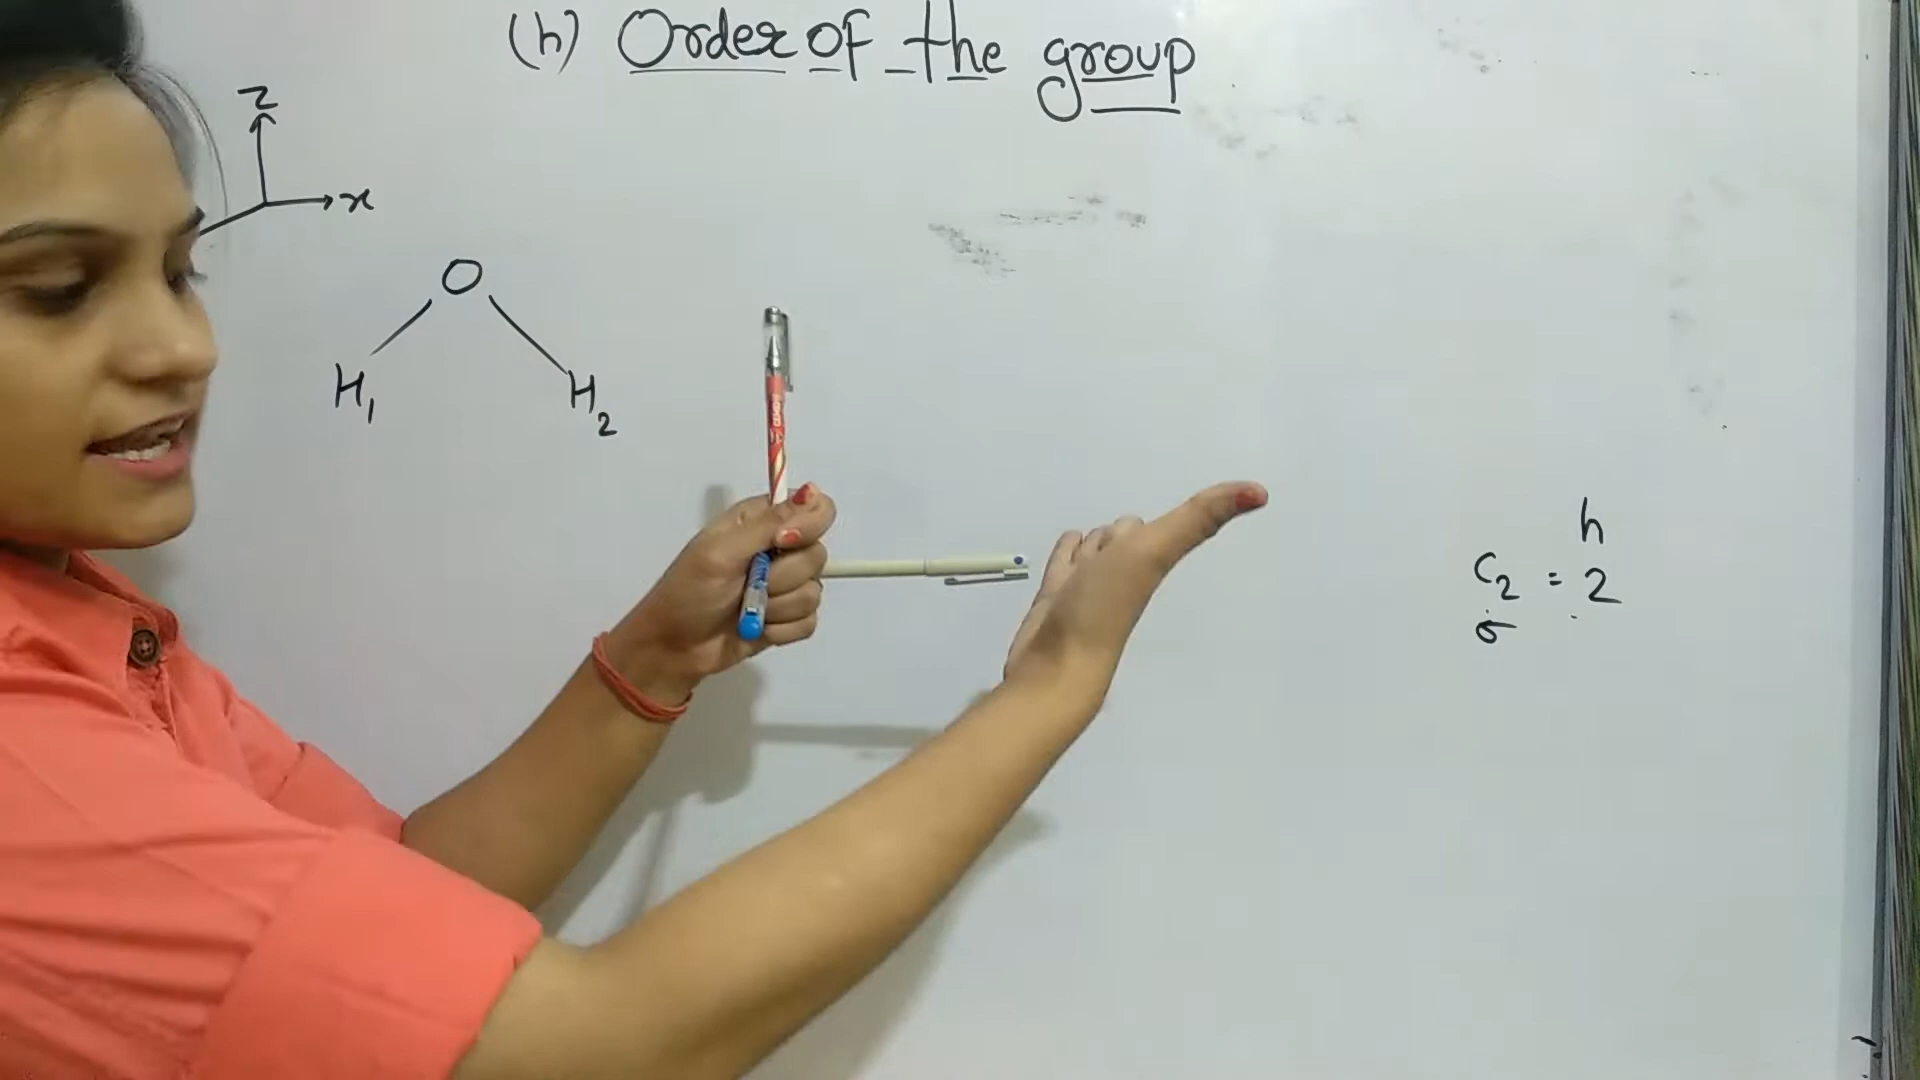 (h) Order of the group
z
x
O
H1 H2
h
C2 = 2
σ